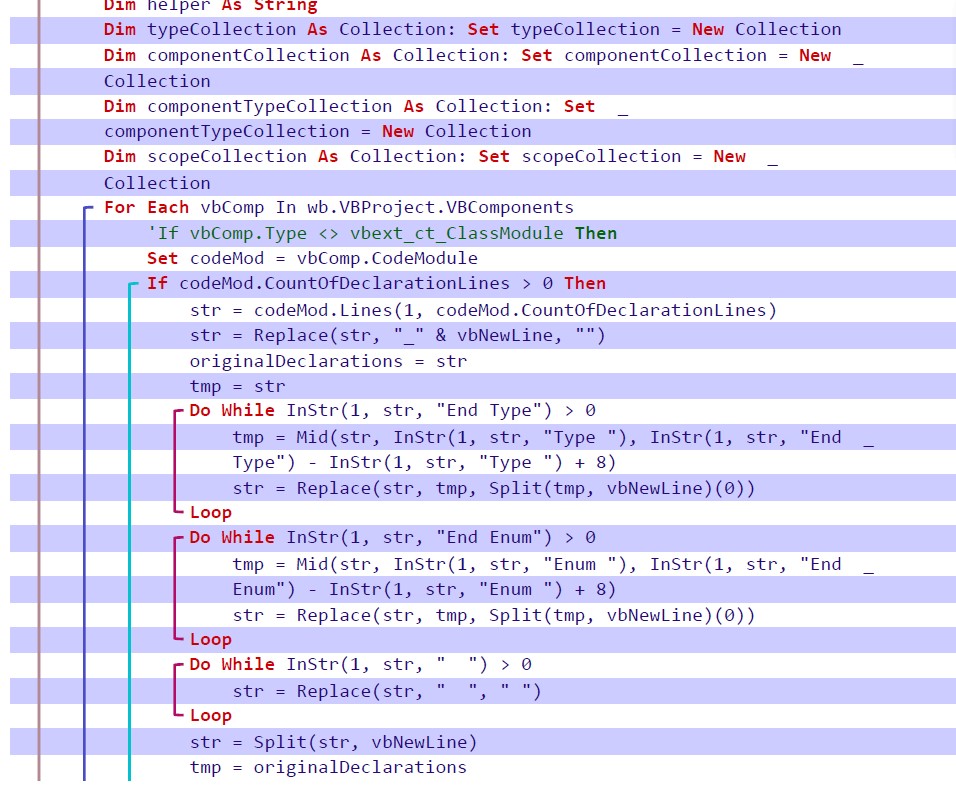 Dim helper As String
Dim typeCollection As Collection: Set typeCollection = New Collection
Dim componentCollection As Collection: Set componentCollection = New _
Collection
Dim componentTypeCollection As Collection: Set _
componentTypeCollection = New Collection
Dim scopeCollection As Collection: Set scopeCollection = New _
Collection
For Each vbComp In wb.VBProject.VBComponents
'If vbComp.Type <> vbext_ct_ClassModule Then
Set codeMod = vbComp.CodeModule
If codeMod.CountOfDeclarationLines > 0 Then
str = codeMod.Lines(1, codeMod.CountOfDeclarationLines)
str = Replace(str, "_" & vbNewLine, "")
originalDeclarations = str
tmp = str
Do While InStr(1, str, "End Type") > 0
tmp = Mid(str, InStr(1, str, "Type "), InStr(1, str, "End _
Type") - InStr(1, str, "Type ") + 8)
str = Replace(str, tmp, Split(tmp, vbNewLine)(0))
Loop
Do While InStr(1, str, "End Enum") > 0
tmp = Mid(str, InStr(1, str, "Enum "), InStr(1, str, "End _
Enum") - InStr(1, str, "Enum ") + 8)
str = Replace(str, tmp, Split(tmp, vbNewLine)(0))
Loop
Do While InStr(1, str, "  ") > 0
str = Replace(str, "  ", " ")
Loop
str = Split(str, vbNewLine)
tmp = originalDeclarations